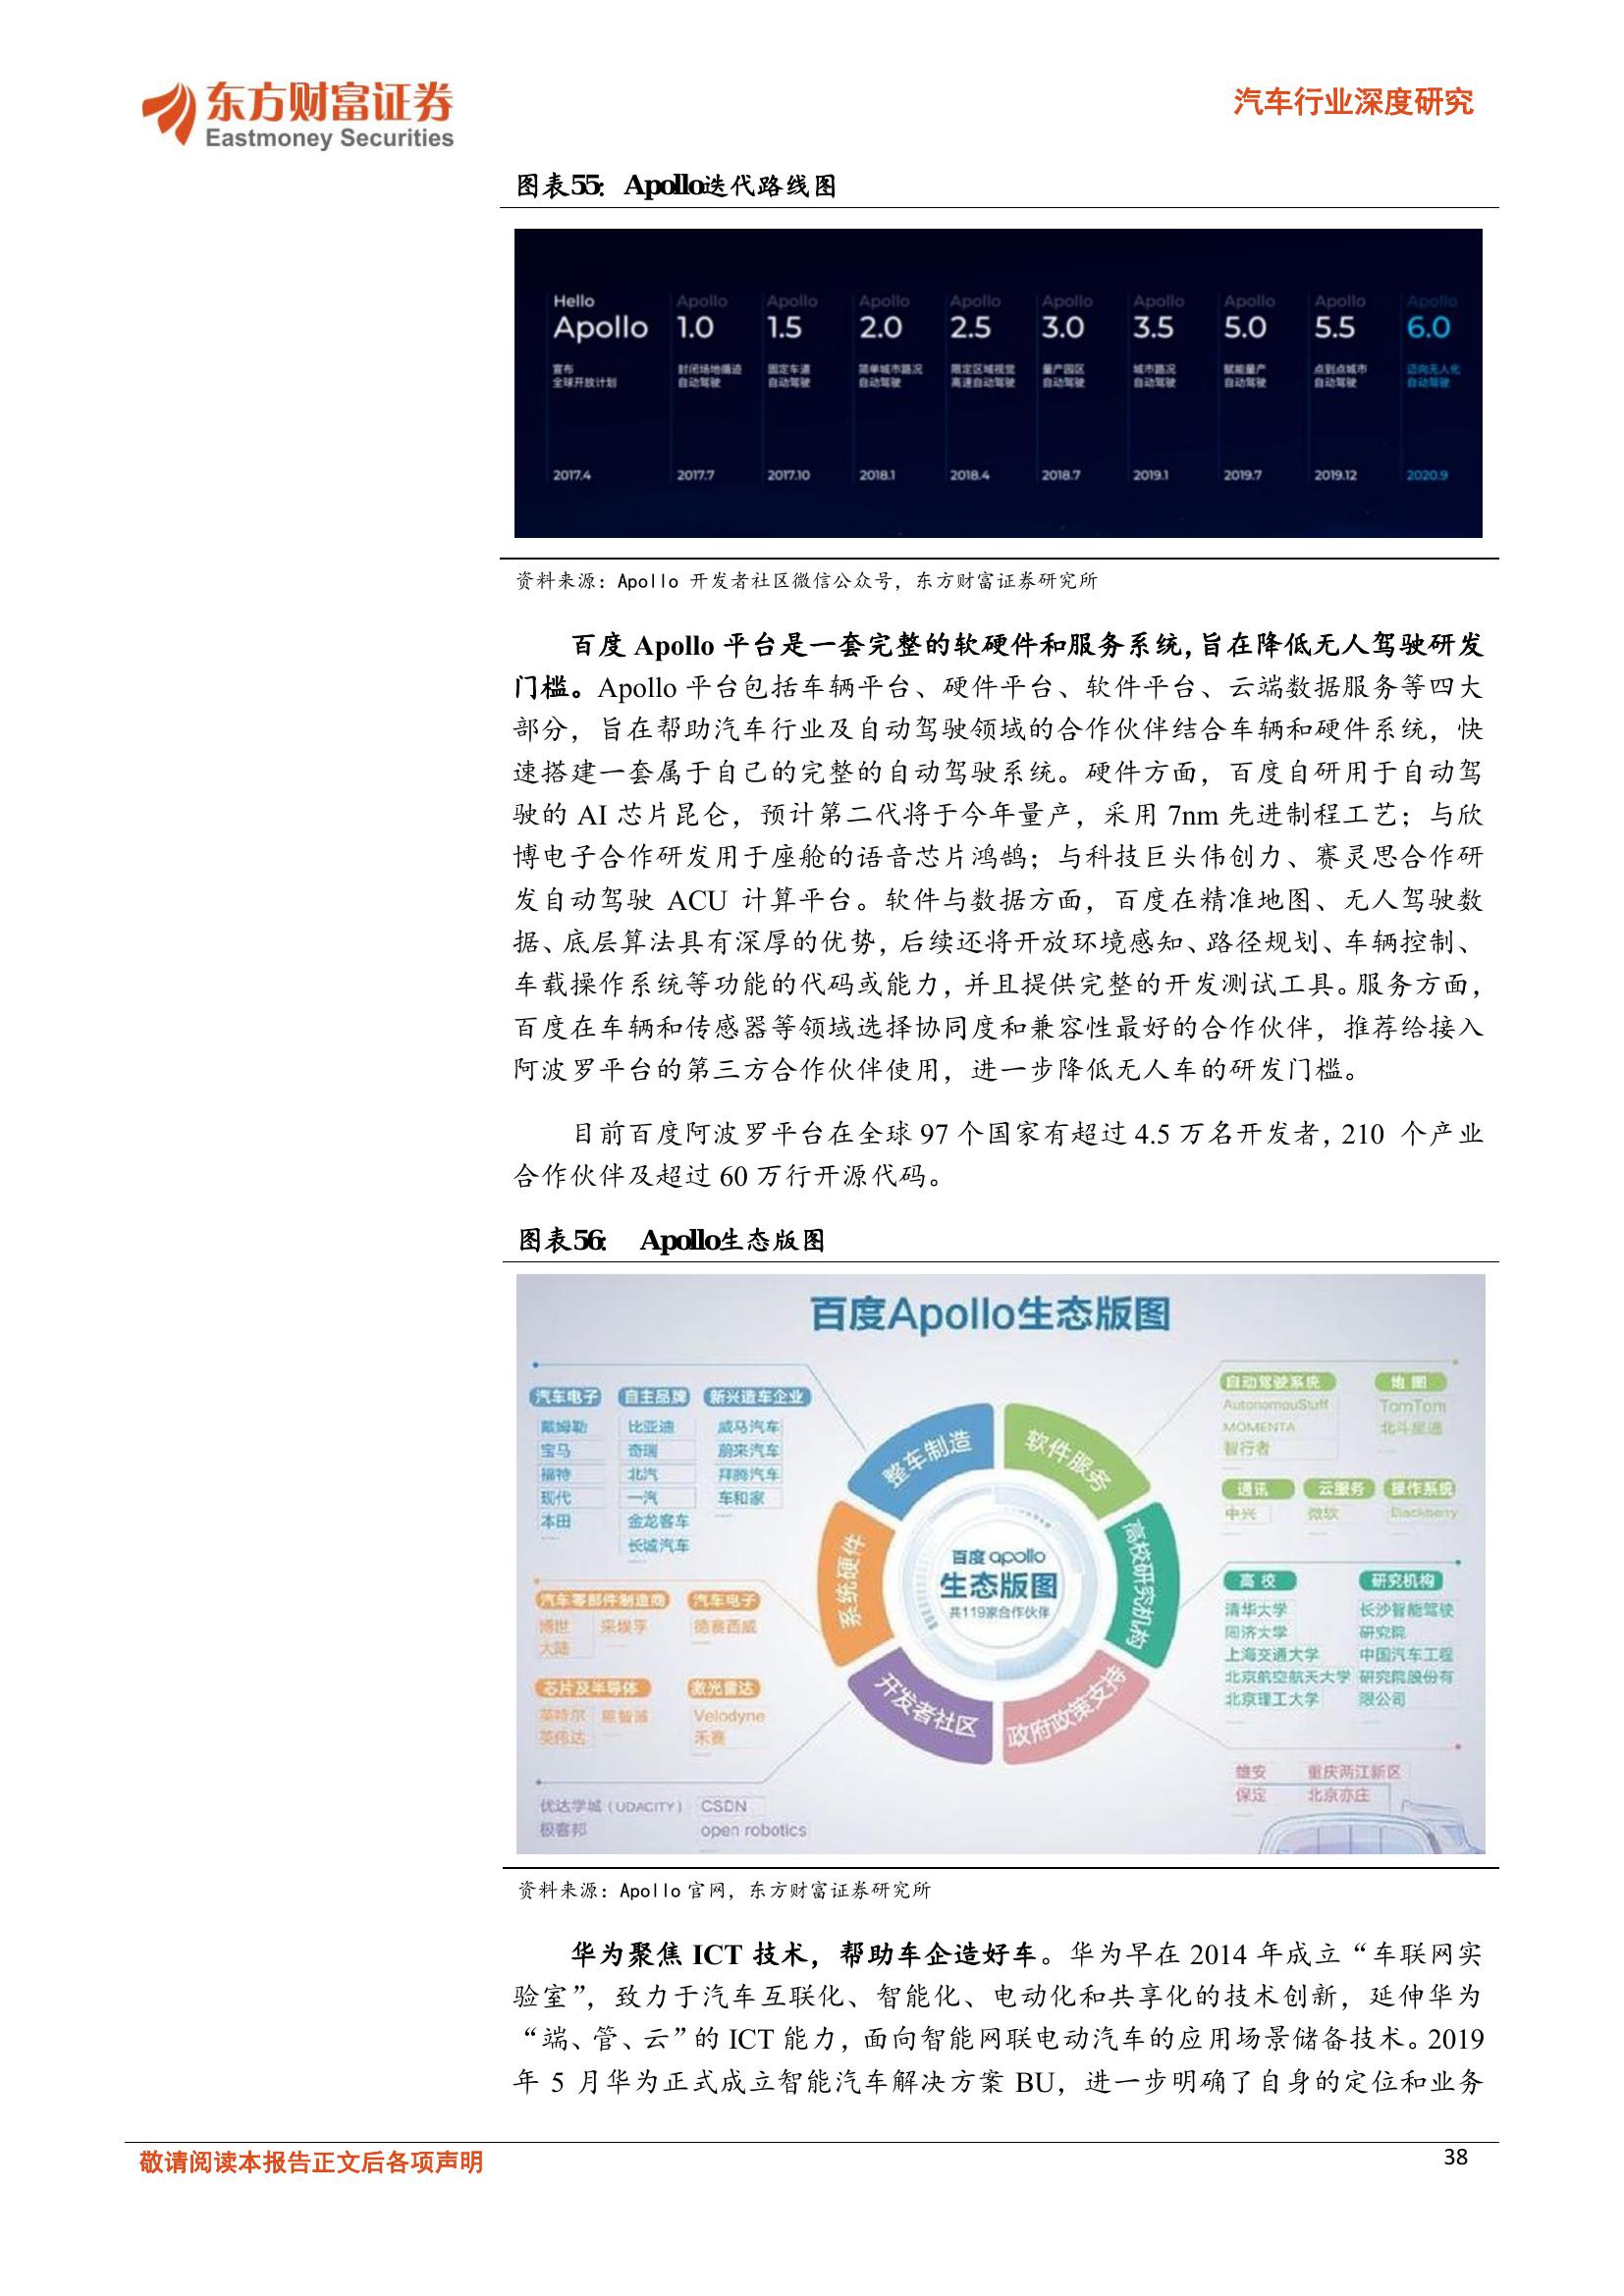 东方财富证券
Eastmoney Securities
汽车行业深度研究
图表55：Apollo迭代路线图
Hello Apollo
宣布
全球开放计划
2017.4
Apollo 1.0
封闭场地循迹
自动驾驶
2017.7
Apollo 1.5
固定车道
自动驾驶
2017.10
Apollo 2.0
简单城市路况
自动驾驶
2018.1
Apollo 2.5
限定区域视觉
高速自动驾驶
2018.4
Apollo 3.0
量产园区
自动驾驶
2018.7
Apollo 3.5
城市路况
自动驾驶
2019.1
Apollo 5.0
赋能量产
自动驾驶
2019.7
Apollo 5.5
点到点城市
自动驾驶
2019.12
Apollo 6.0
迈向无人化
自动驾驶
2020.9
资料来源：Apollo 开发者社区微信公众号，东方财富证券研究所
百度 Apollo 平台是一套完整的软硬件和服务系统，旨在降低无人驾驶研发
门槛。Apollo 平台包括车辆平台、硬件平台、软件平台、云端数据服务等四大
部分，旨在帮助汽车行业及自动驾驶领域的合作伙伴结合车辆和硬件系统，快
速搭建一套属于自己的完整的自动驾驶系统。硬件方面，百度自研用于自动驾
驶的 AI 芯片昆仑，预计第二代将于今年量产，采用 7nm 先进制程工艺；与欣
博电子合作研发用于座舱的语音芯片鸿鹄；与科技巨头伟创力、赛灵思合作研
发自动驾驶 ACU 计算平台。软件与数据方面，百度在精准地图、无人驾驶数
据、底层算法具有深厚的优势，后续还将开放环境感知、路径规划、车辆控制、
车载操作系统等功能的代码或能力，并且提供完整的开发测试工具。服务方面，
百度在车辆和传感器等领域选择协同度和兼容性最好的合作伙伴，推荐给接入
阿波罗平台的第三方合作伙伴使用，进一步降低无人车的研发门槛。
目前百度阿波罗平台在全球 97 个国家有超过 4.5 万名开发者，210 个产业
合作伙伴及超过 60 万行开源代码。
图表56： Apollo生态版图
百度Apollo生态版图
汽车电子
戴姆勒
宝马
福特
现代
本田
自主品牌
比亚迪
奇瑞
北汽
一汽
金龙客车
长城汽车
新兴造车企业
威马汽车
蔚来汽车
拜腾汽车
车和家
汽车零部件制造商
博世 采埃孚
大陆
汽车电子
德赛西威
芯片及半导体
英特尔 恩智浦
英伟达
激光雷达
Velodyne
禾赛
优达学城（UDACITY） CSDN
极客邦 open robotics
整车制造
软件服务
高校研究机构
政府政策支持
开发者社区
系统硬件
百度 apollo
生态版图
共119家合作伙伴
自动驾驶系统
AutonomouStuff
MOMENTA
智行者
地图
TomTom
北斗星通
通讯
中兴
云服务
微软
操作系统
Blackberry
高校
清华大学
同济大学
上海交通大学
北京航空航天大学
北京理工大学
研究机构
长沙智能驾驶
研究院
中国汽车工程
研究院股份有
限公司
雄安 重庆两江新区
保定 北京亦庄
资料来源：Apollo 官网，东方财富证券研究所
华为聚焦 ICT 技术，帮助车企造好车。华为早在 2014 年成立“车联网实
验室”，致力于汽车互联化、智能化、电动化和共享化的技术创新，延伸华为
“端、管、云”的 ICT 能力，面向智能网联电动汽车的应用场景储备技术。2019
年 5 月华为正式成立智能汽车解决方案 BU，进一步明确了自身的定位和业务
敬请阅读本报告正文后各项声明
38